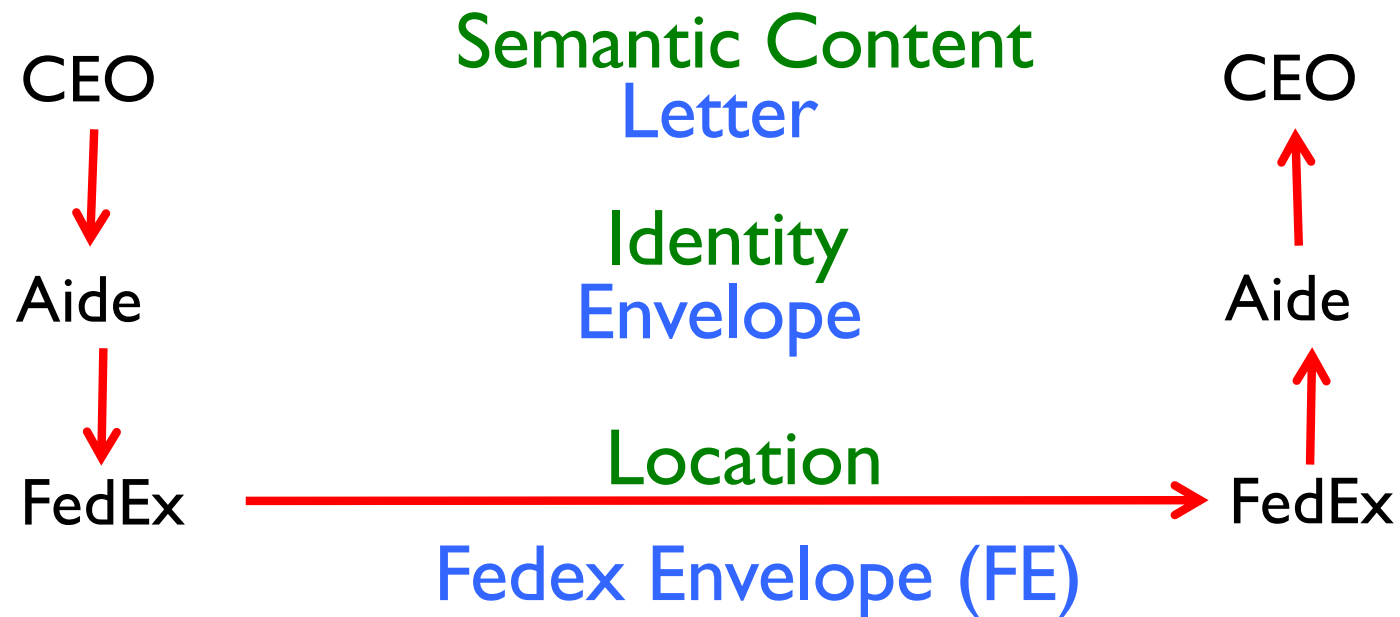 Semantic Content
CEO
CEO
Letter
Identity
Aide
Envelope
Aide
Location
FedEx
FedEx
Fedex Envelope (FE)